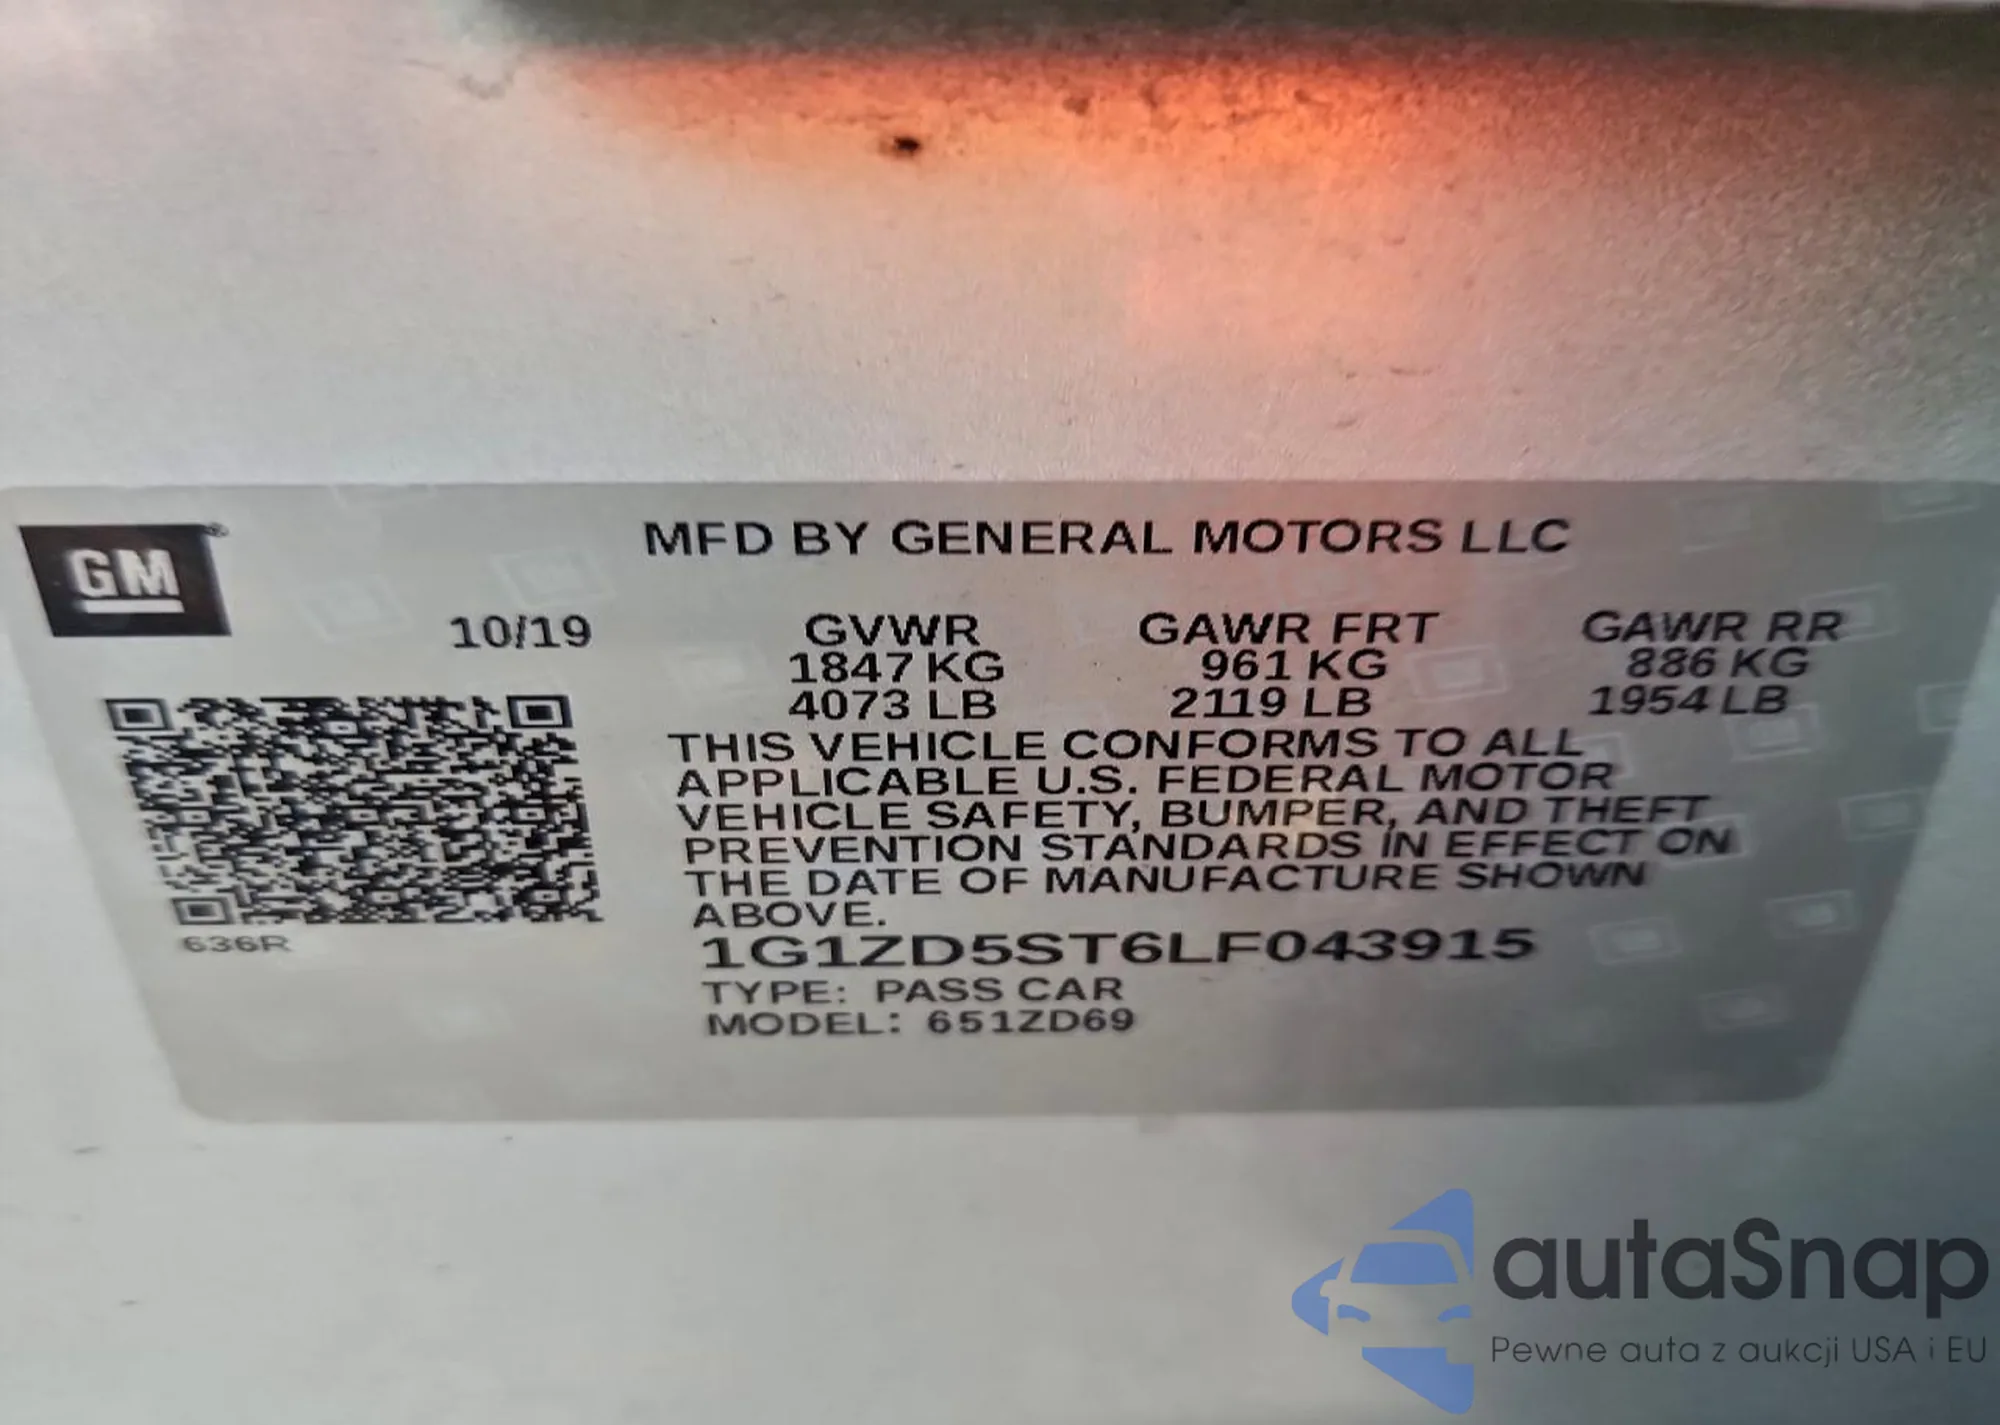 GM
MFD BY GENERAL MOTORS LLC
10/19 GVWR GAWR FRT GAWR RR
1847 KG 961 KG 886 KG
4073 LB 2119 LB 1954 LB
THIS VEHICLE CONFORMS TO ALL
APPLICABLE U.S. FEDERAL MOTOR
VEHICLE SAFETY, BUMPER, AND THEFT
PREVENTION STANDARDS IN EFFECT ON
THE DATE OF MANUFACTURE SHOWN
ABOVE.
636R
1G1ZD5ST6LF043915
TYPE: PASS CAR
MODEL: 651ZD69
autaSnap
Pewne auta z aukcji USA i EU